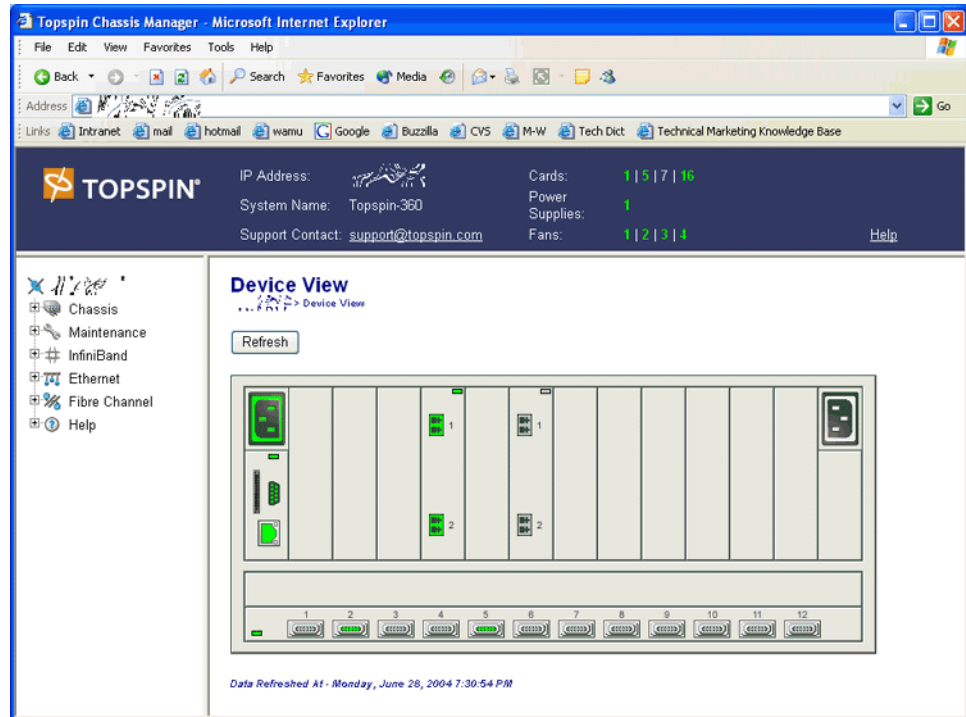 Topspin Chassis Manager - Microsoft Internet Explorer
File Edit View Favorites Tools Help
Back Search Favorites Media
Address Go
Links Intranet mail hotmail wamu Google Buzzilla CVS M-W Tech Dict Technical Marketing Knowledge Base
TOPSPIN®
IP Address:
System Name: Topspin-360
Support Contact: support@topspin.com
Cards: 1 | 5 | 7 | 16
Power Supplies: 1
Fans: 1 | 2 | 3 | 4
Help
Chassis
Maintenance
InfiniBand
Ethernet
Fibre Channel
Help
Device View
> Device View
Refresh
1 1
2 2
1 2 3 4 5 6 7 8 9 10 11 12
Data Refreshed At - Monday, June 28, 2004 7:30:54 PM